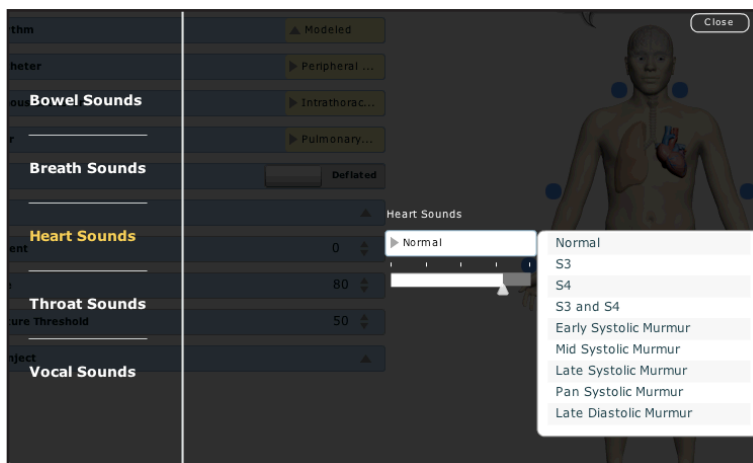 Close
thm
Modeled
heter
Peripheral ...
Bowel Sounds
ous
Intrathorac...
r
Pulmonary...
Breath Sounds
Deflated
Heart Sounds
Heart Sounds
Normal
ent
0
80
Throat Sounds
ure Threshold
50
nject
Vocal Sounds
Normal
S3
S4
S3 and S4
Early Systolic Murmur
Mid Systolic Murmur
Late Systolic Murmur
Pan Systolic Murmur
Late Diastolic Murmur